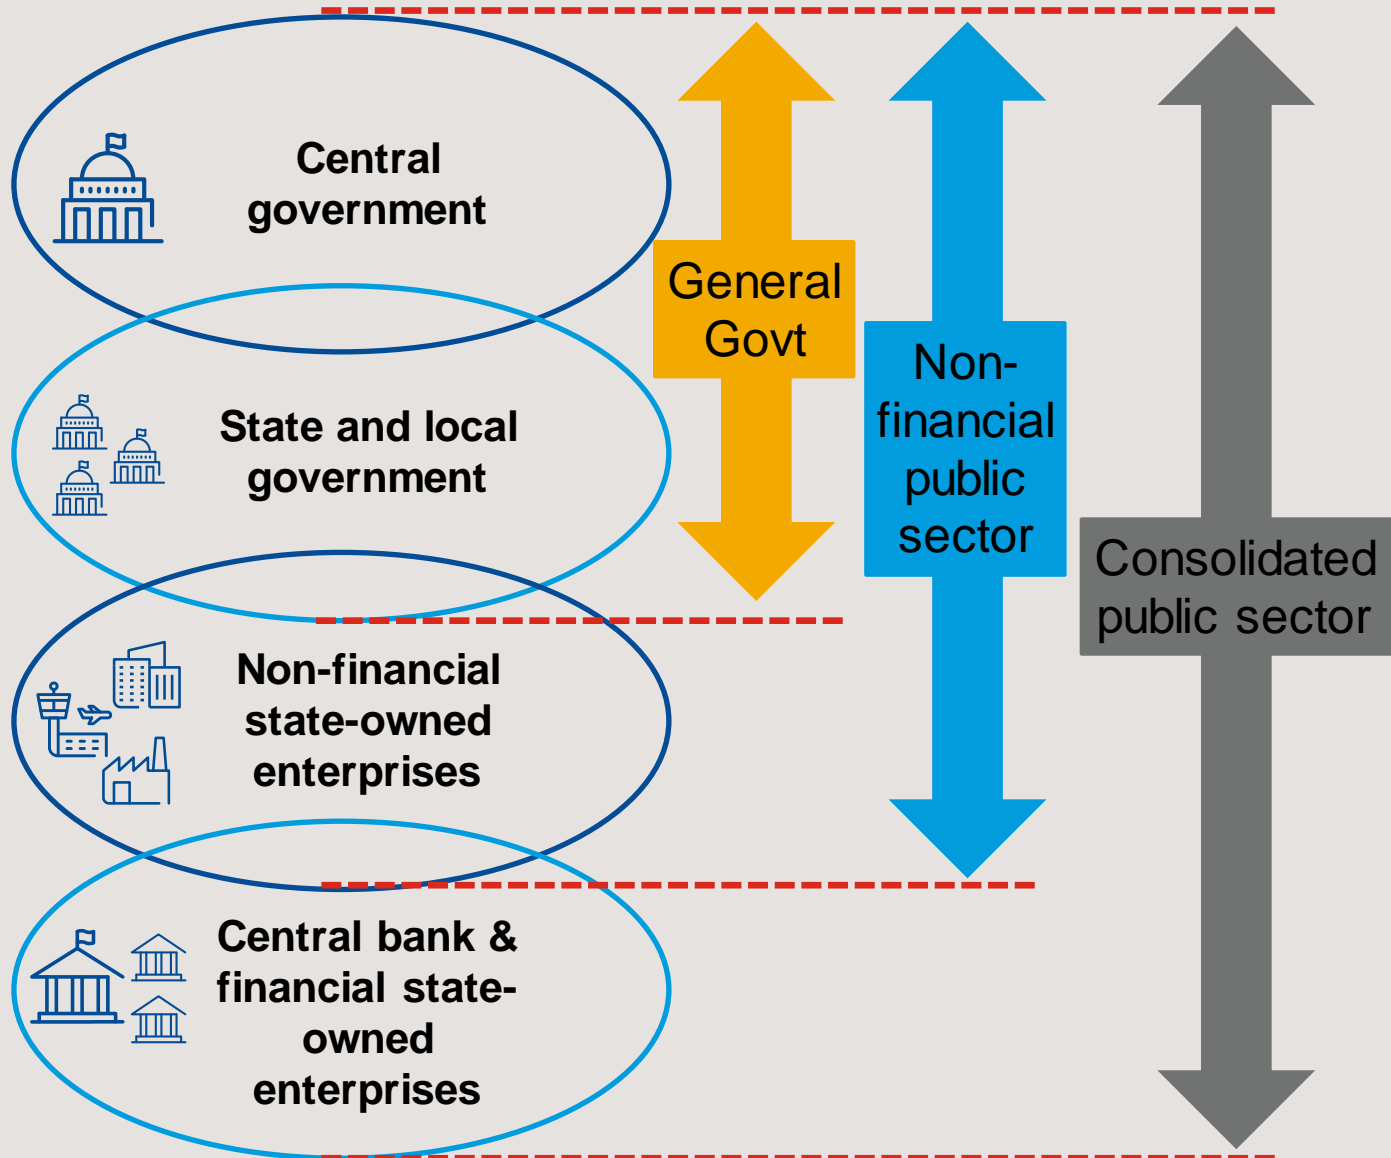 Central
government
State and local
government
Non-financial
state-owned
enterprises
Central bank &
financial state-
owned
enterprises
General
Govt
Non-
financial
public
sector
Consolidated
public sector